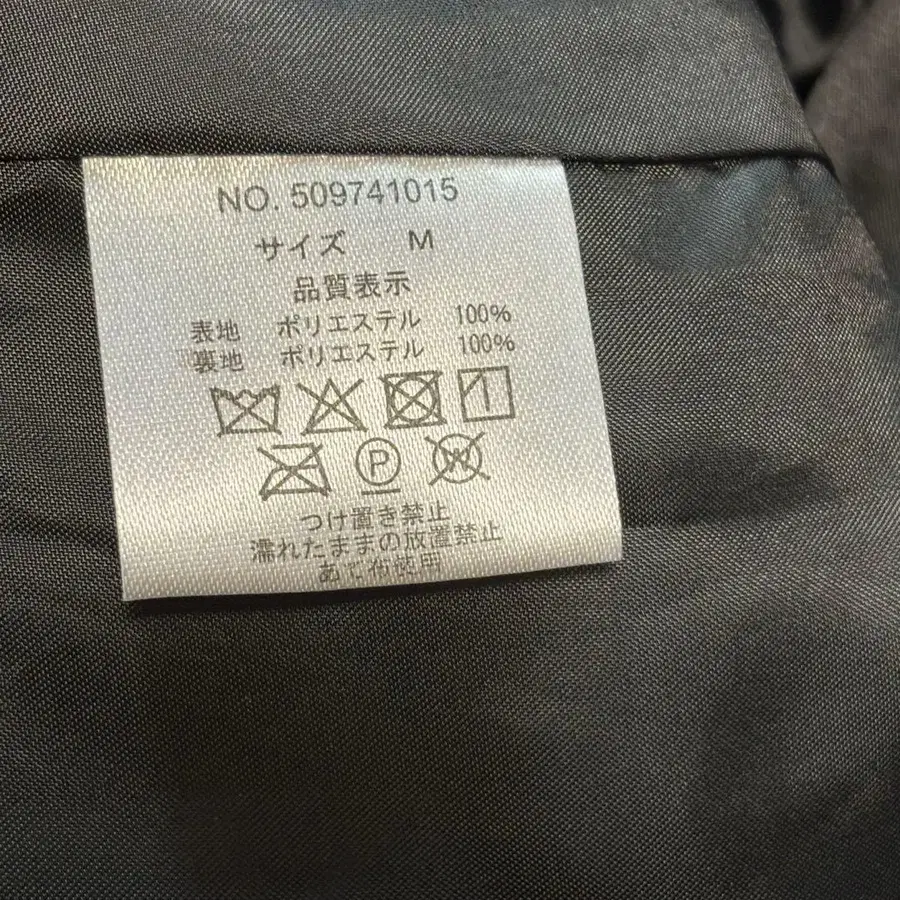 NO. 509741015
サイズ M
品質表示
表地 ポリエステル 100%
裏地 ポリエステル 100%
P W
つけ置き禁止
濡れたままの放置禁止
あて布使用